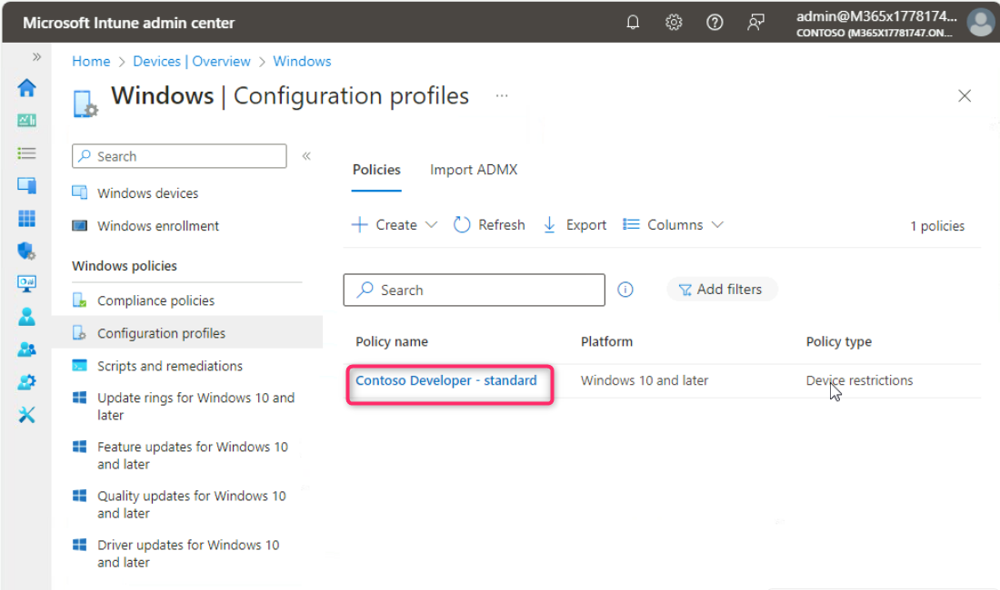 Microsoft Intune admin center
admin@M365x1778174...
CONTOSO (M365X17781747.ON...
Home > Devices | Overview > Windows
Windows | Configuration profiles ...
Search
Windows devices
Windows enrollment
Windows policies
Compliance policies
Configuration profiles
Scripts and remediations
Update rings for Windows 10 and
later
Feature updates for Windows 10
and later
Quality updates for Windows 10
and later
Driver updates for Windows 10
and later
Policies Import ADMX
Create Refresh Export Columns 1 policies
Search Add filters
Policy name Platform Policy type
Contoso Developer - standard Windows 10 and later Device restrictions